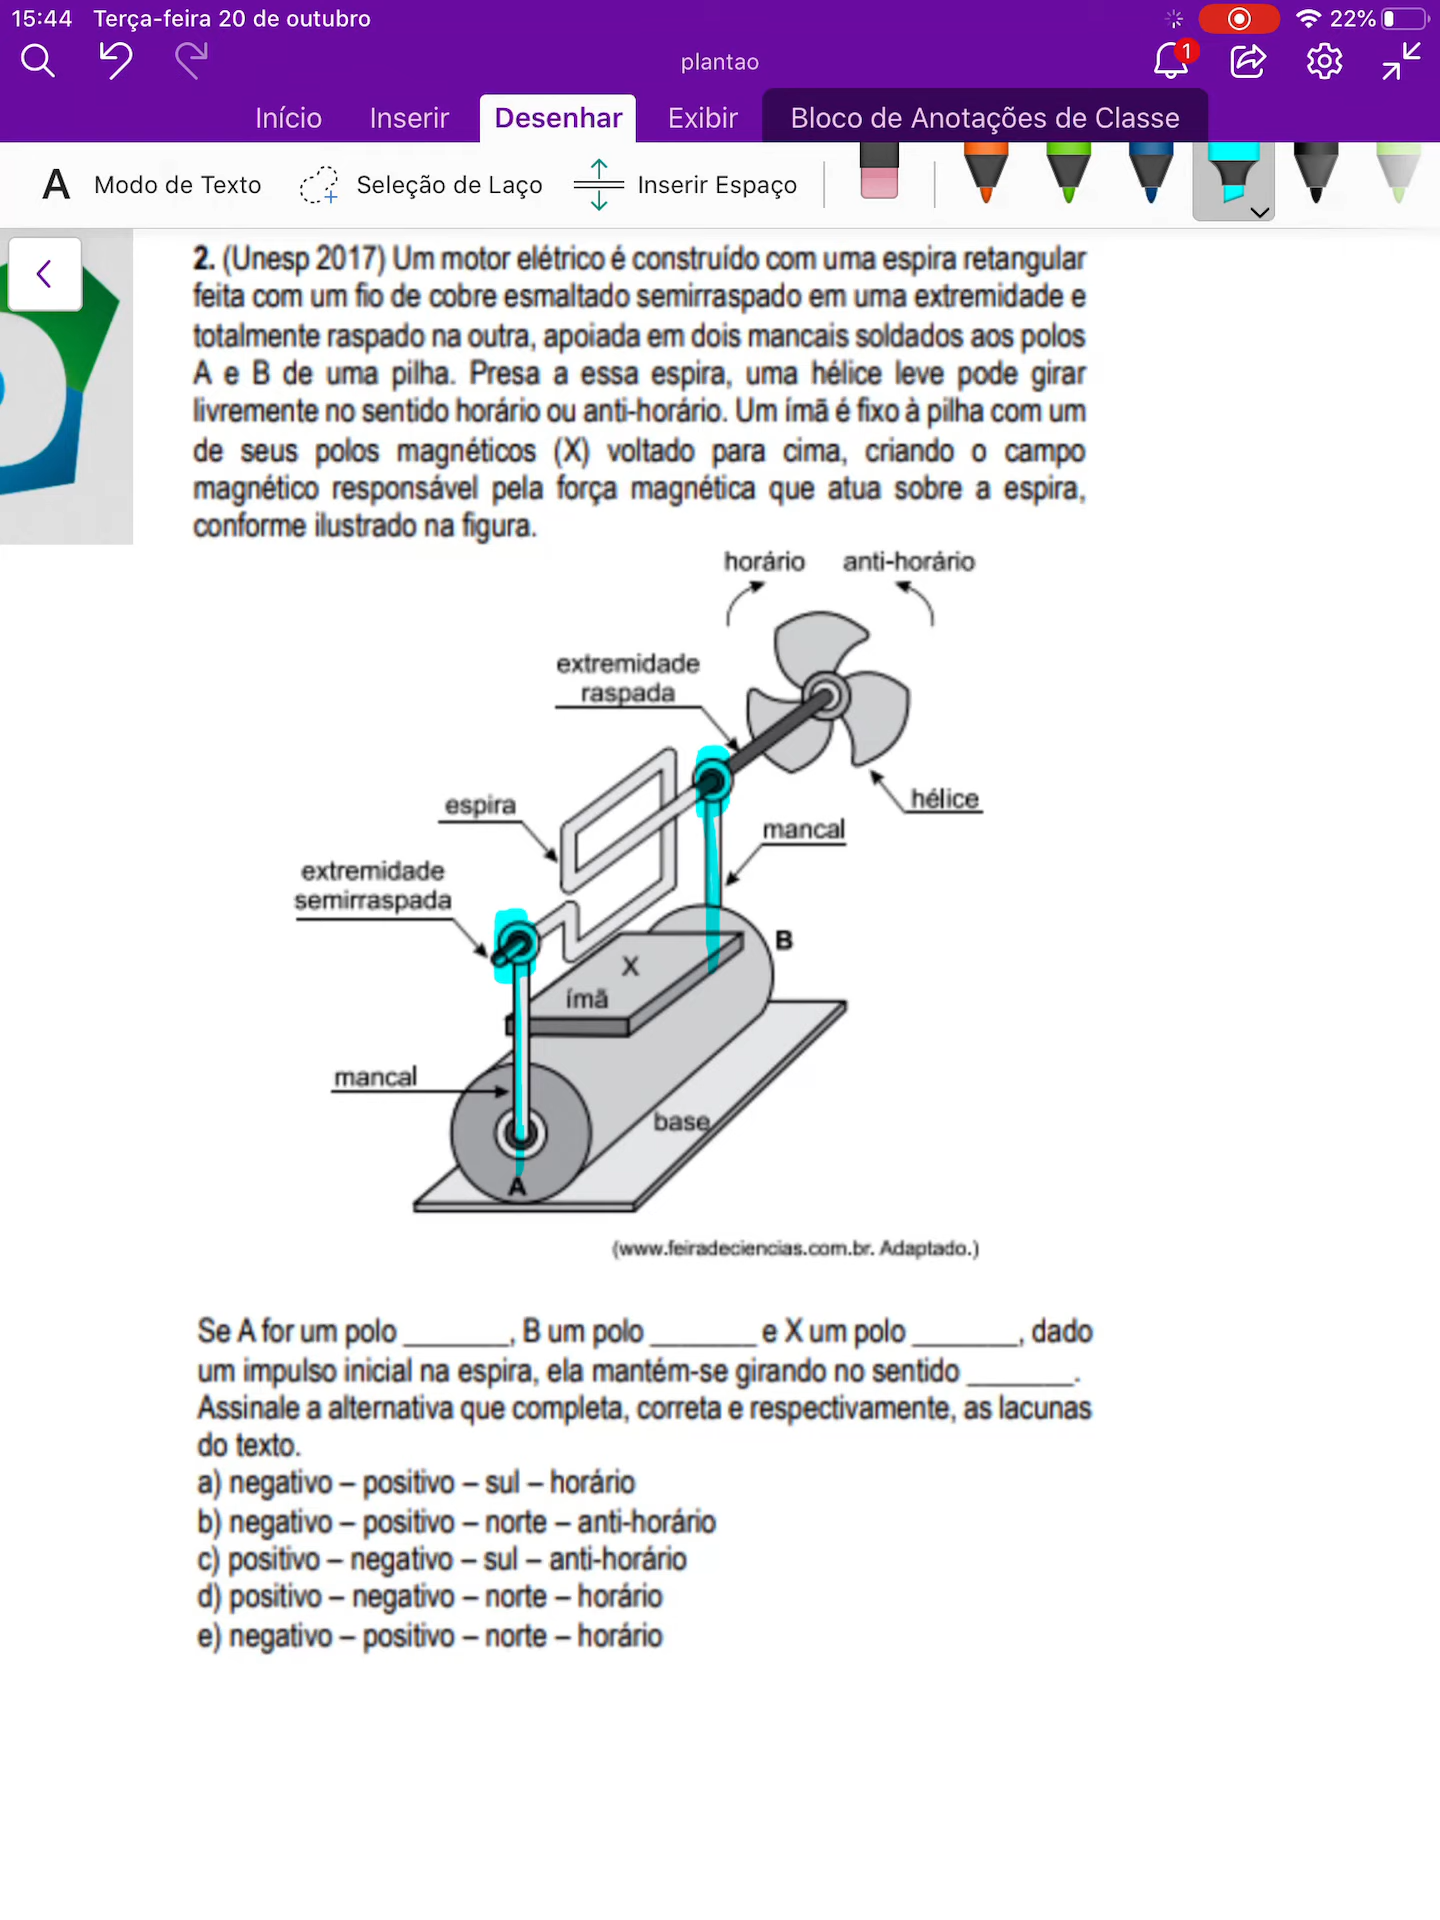 15:44 Terça-feira 20 de outubro
22%
plantao
1
Início Inserir Desenhar Exibir Bloco de Anotações de Classe
A Modo de Texto Seleção de Laço Inserir Espaço
2. (Unesp 2017) Um motor elétrico é construído com uma espira retangular
feita com um fio de cobre esmaltado semirraspado em uma extremidade e
totalmente raspado na outra, apoiada em dois mancais soldados aos polos
A e B de uma pilha. Presa a essa espira, uma hélice leve pode girar
livremente no sentido horário ou anti-horário. Um ímã é fixo à pilha com um
de seus polos magnéticos (X) voltado para cima, criando o campo
magnético responsável pela força magnética que atua sobre a espira,
conforme ilustrado na figura.
horário anti-horário
extremidade
raspada
espira
hélice
mancal
extremidade
semirraspada
B
X
ímã
mancal
base
A
(www.feiradeciencias.com.br. Adaptado.)
Se A for um polo ________, B um polo ________ e X um polo ________, dado
um impulso inicial na espira, ela mantém-se girando no sentido ________.
Assinale a alternativa que completa, correta e respectivamente, as lacunas
do texto.
a) negativo – positivo – sul – horário
b) negativo – positivo – norte – anti-horário
c) positivo – negativo – sul – anti-horário
d) positivo – negativo – norte – horário
e) negativo – positivo – norte – horário